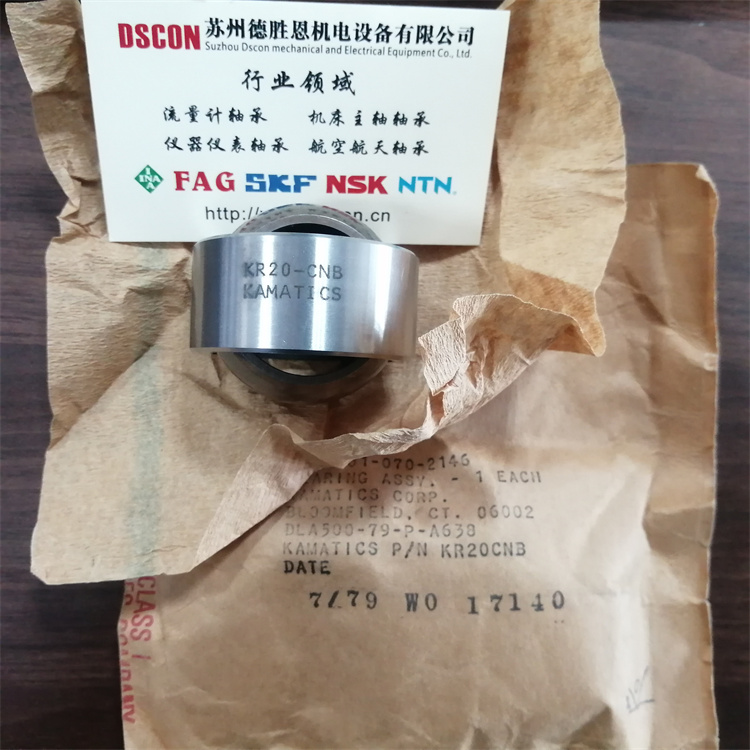 DSCON 苏州德胜恩机电设备有限公司
Suzhou Dscon mechanical and Electrical Equipment Co., Ltd.
行业领域
流量计轴承 机床主轴轴承
仪器仪表轴承 航空航天轴承
INA FAG SKF NSK NTN
http://
.cn
KR20-CNB
KAMATICS
-070-2146
ASSY. - 1 EACH
CORP.
BLOOMFIELD, CT. 06002
DLA500-79-P-A638
KAMATICS P/N KR20CNB
DATE
7/79 WO 17140
CLASS 1